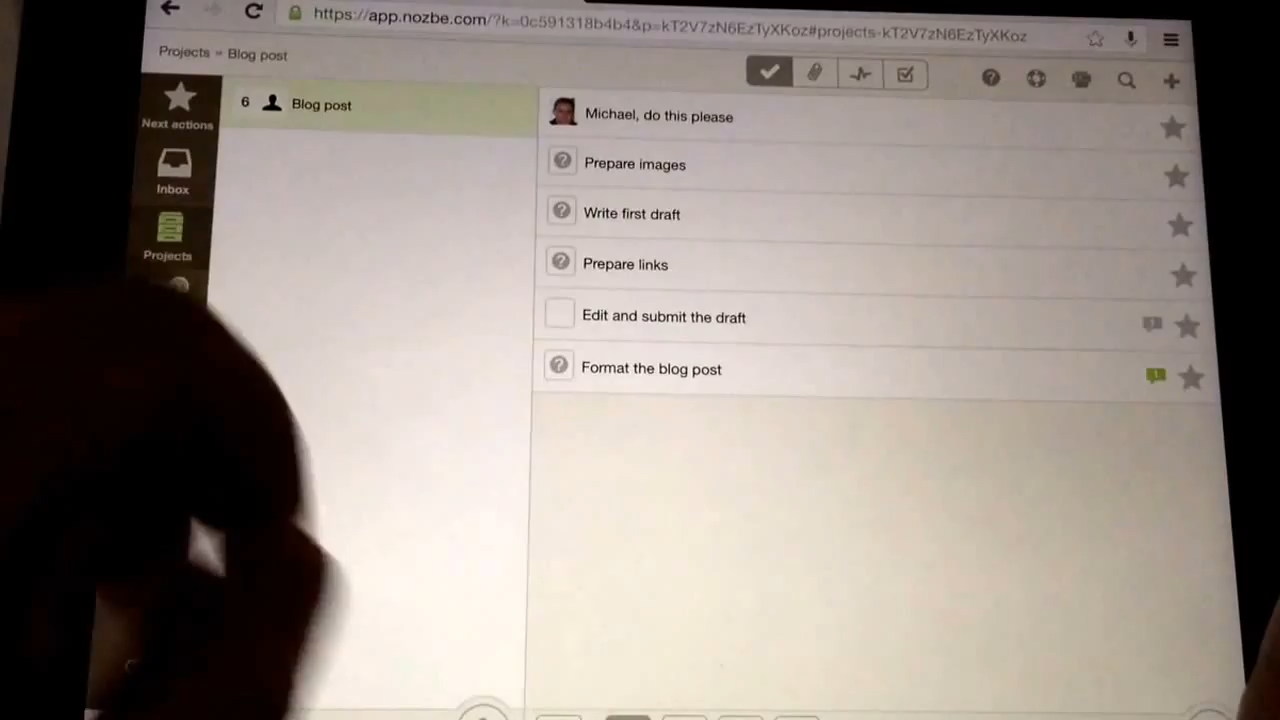 https://app.nozbe.com/?k=0c591318b4b4&p=kT2V7zN6EzTyXKoz#projects-kT2V7zN6EzTyXKoz
Projects - Blog post
Next actions
Inbox
Projects
6 Blog post
Michael, do this please
Prepare images
Write first draft
Prepare links
Edit and submit the draft
Format the blog post